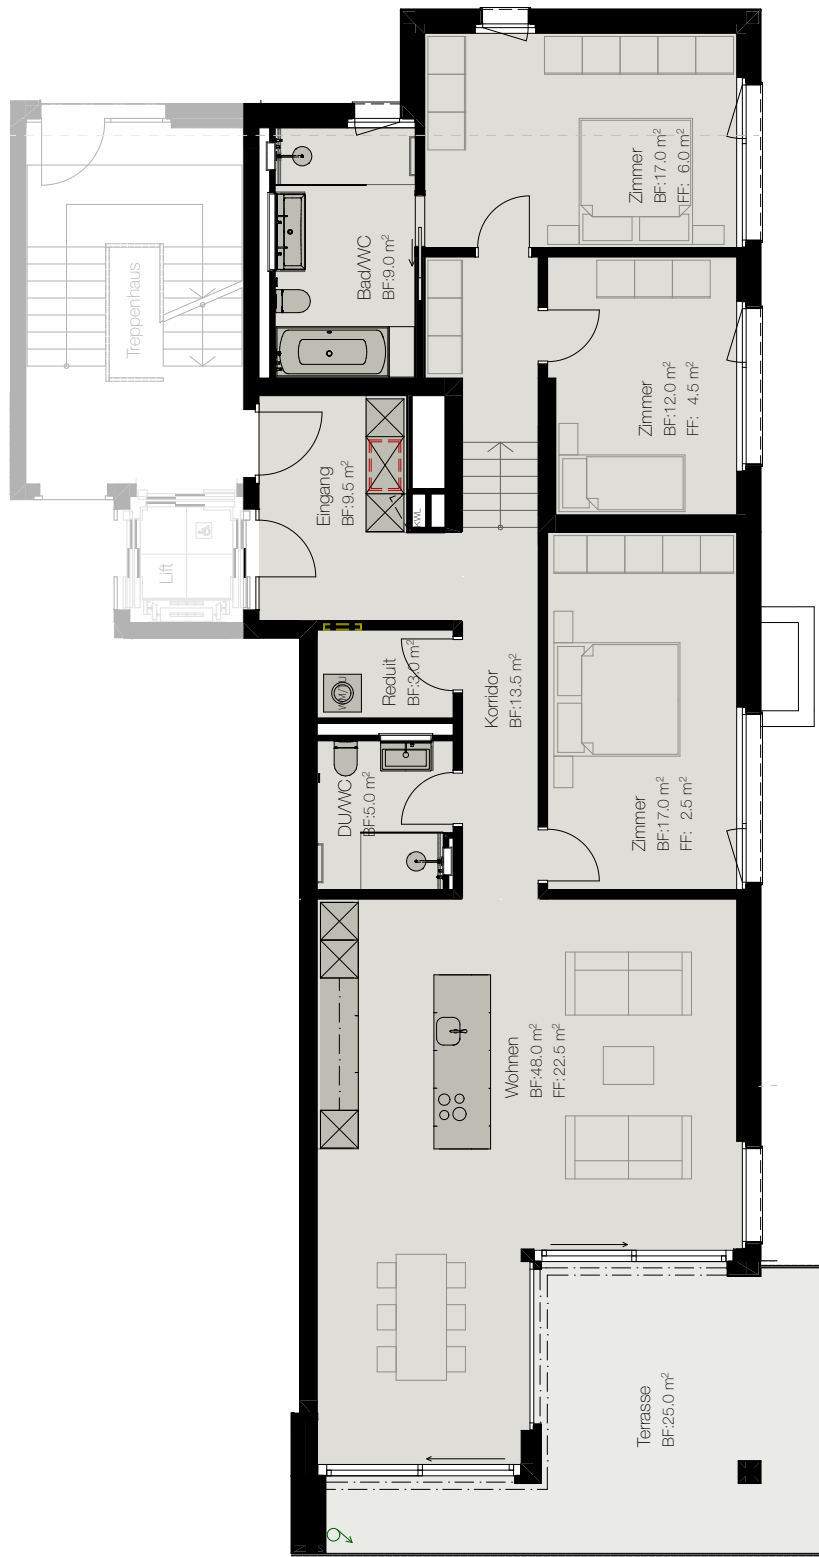 Zimmer
BF:17.0 m²
FF: 6.0 m²
Bad/WC
BF:9.0 m²
Treppenhaus
Zimmer
BF:12.0 m²
FF: 4.5 m²
Eingang
BF:9.5 m²
KWL
Lift
Reduit
BF:3.0 m²
Korridor
BF:13.5 m²
DU/WC
BF:5.0 m²
Zimmer
BF:17.0 m²
FF: 2.5 m²
Wohnen
BF:48.0 m²
FF:22.5 m²
Terrasse
BF:25.0 m²